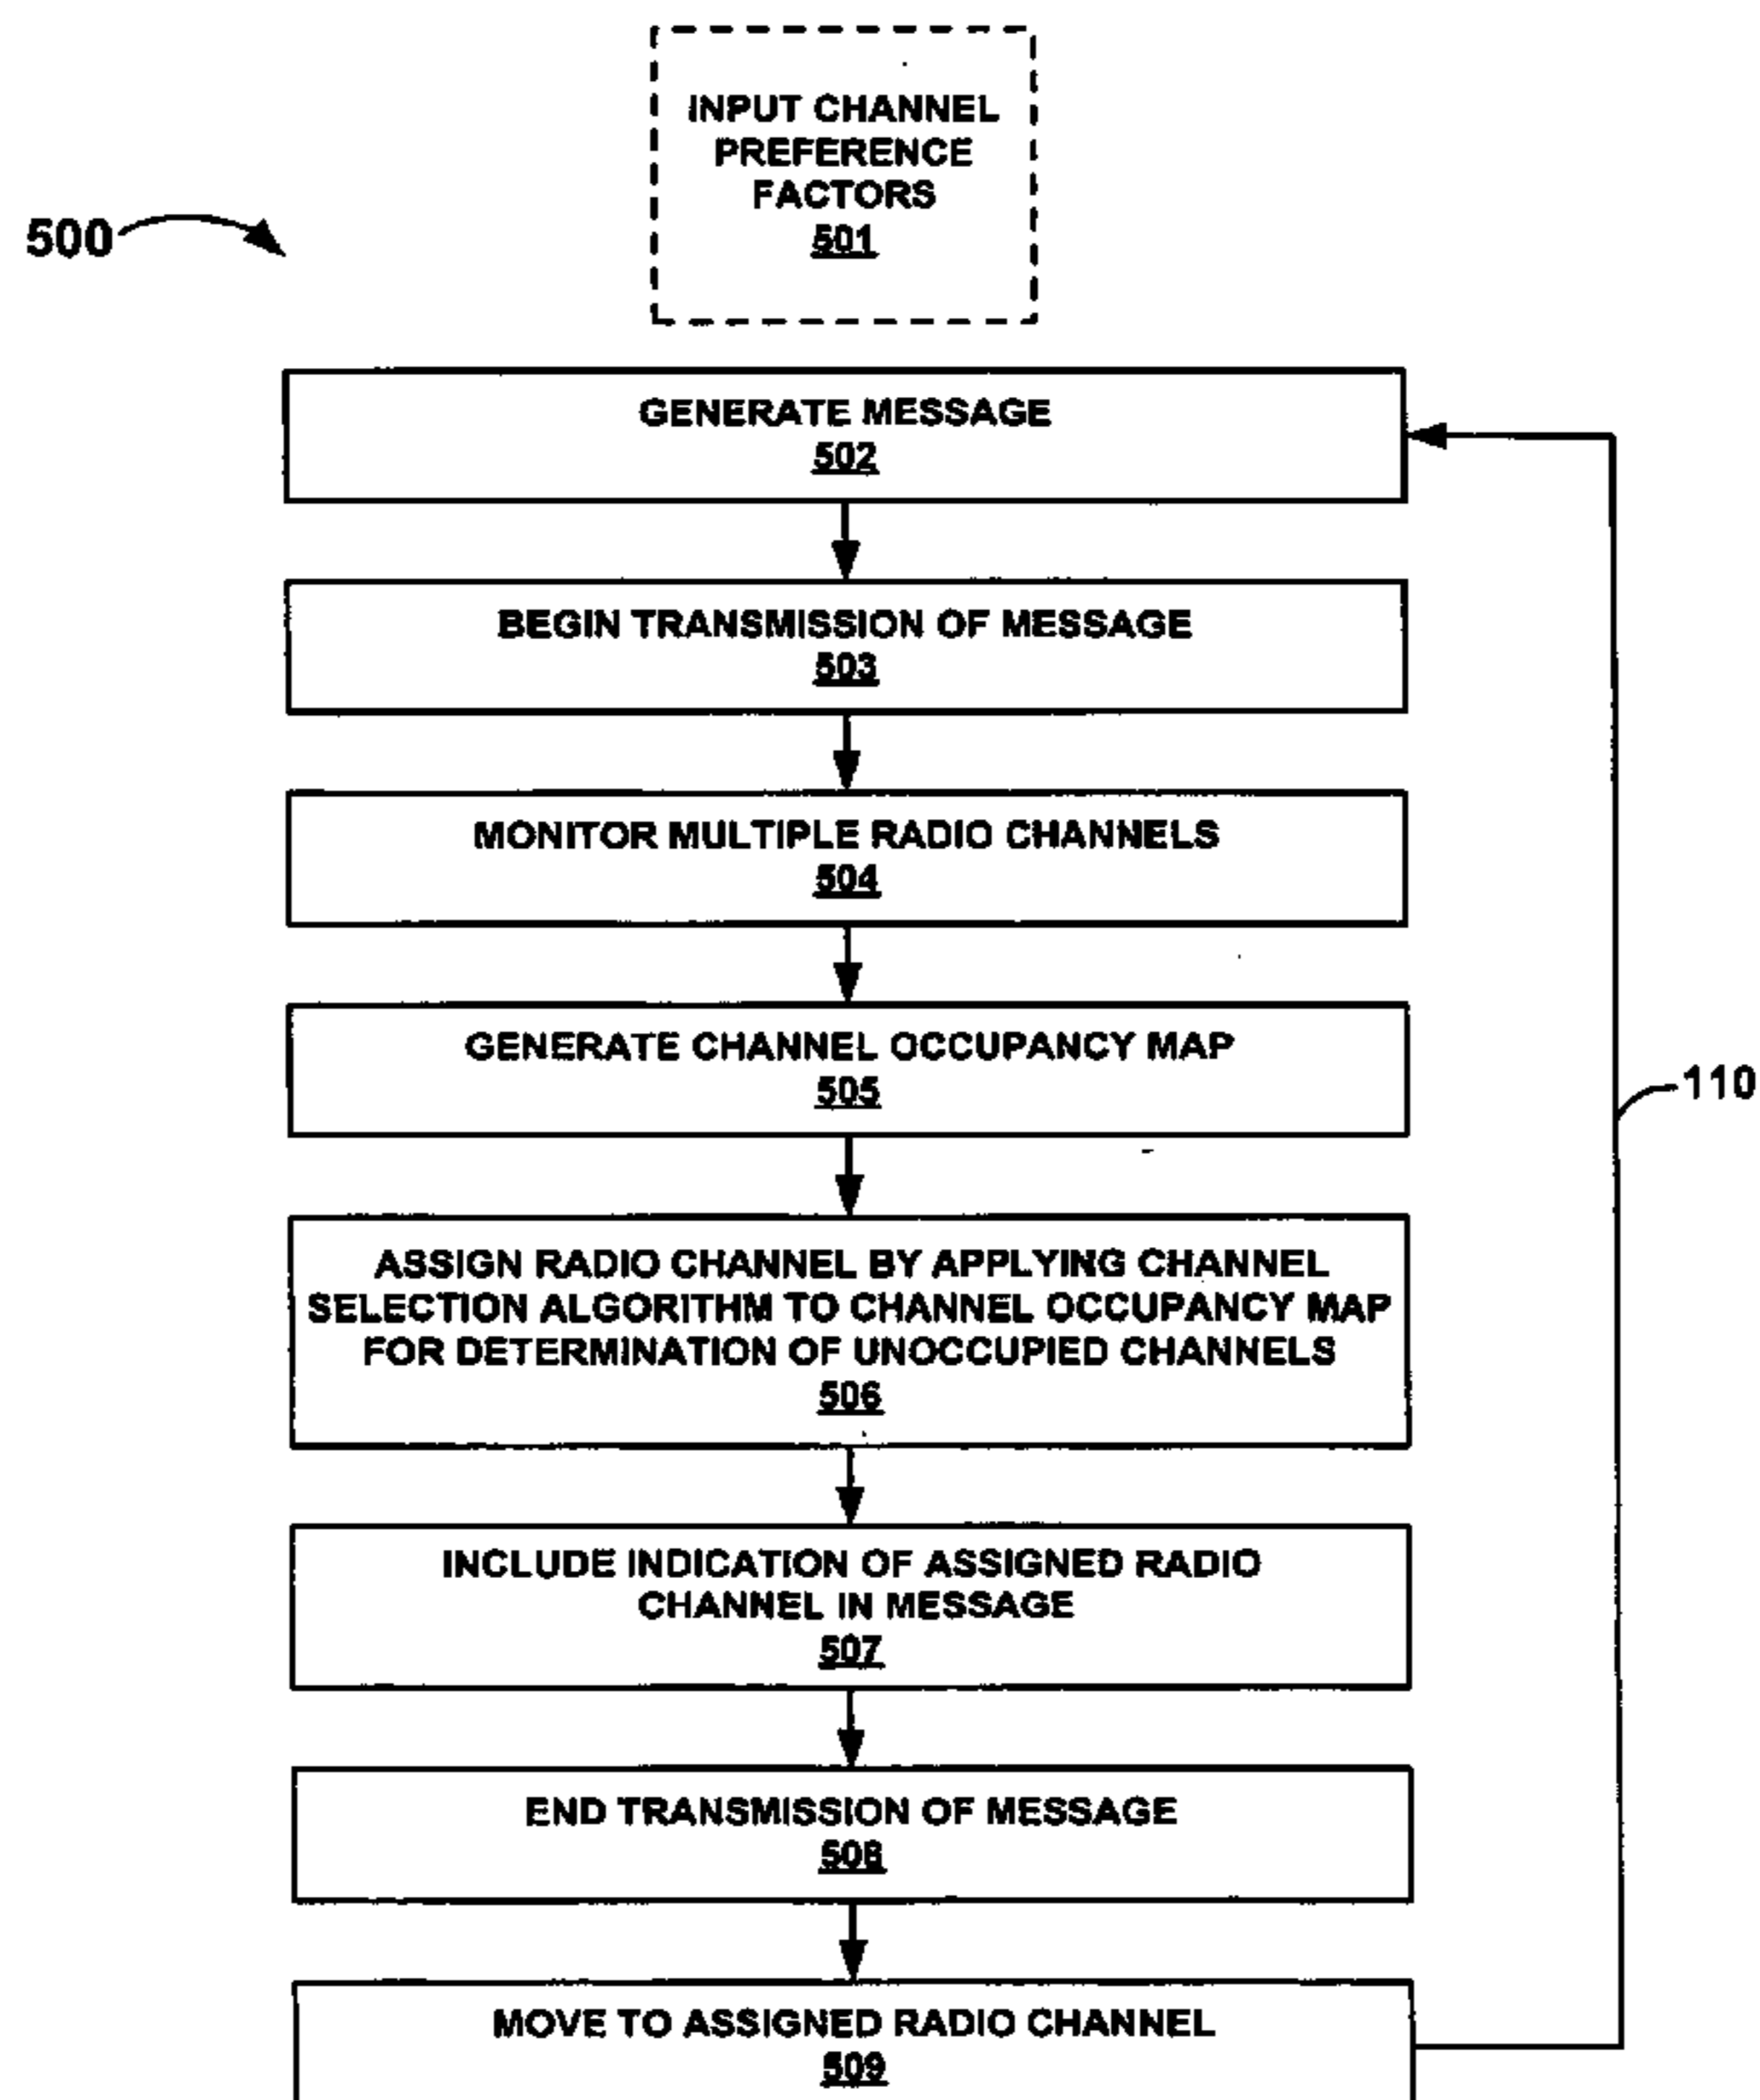 INPUT CHANNEL
PREFERENCE
FACTORS
501
500
GENERATE MESSAGE
502
BEGIN TRANSMISSION OF MESSAGE
503
MONITOR MULTIPLE RADIO CHANNELS
504
GENERATE CHANNEL OCCUPANCY MAP
505
110
ASSIGN RADIO CHANNEL BY APPLYING CHANNEL
SELECTION ALGORITHM TO CHANNEL OCCUPANCY MAP
FOR DETERMINATION OF UNOCCUPIED CHANNELS
506
INCLUDE INDICATION OF ASSIGNED RADIO
CHANNEL IN MESSAGE
507
END TRANSMISSION OF MESSAGE
508
MOVE TO ASSIGNED RADIO CHANNEL
509